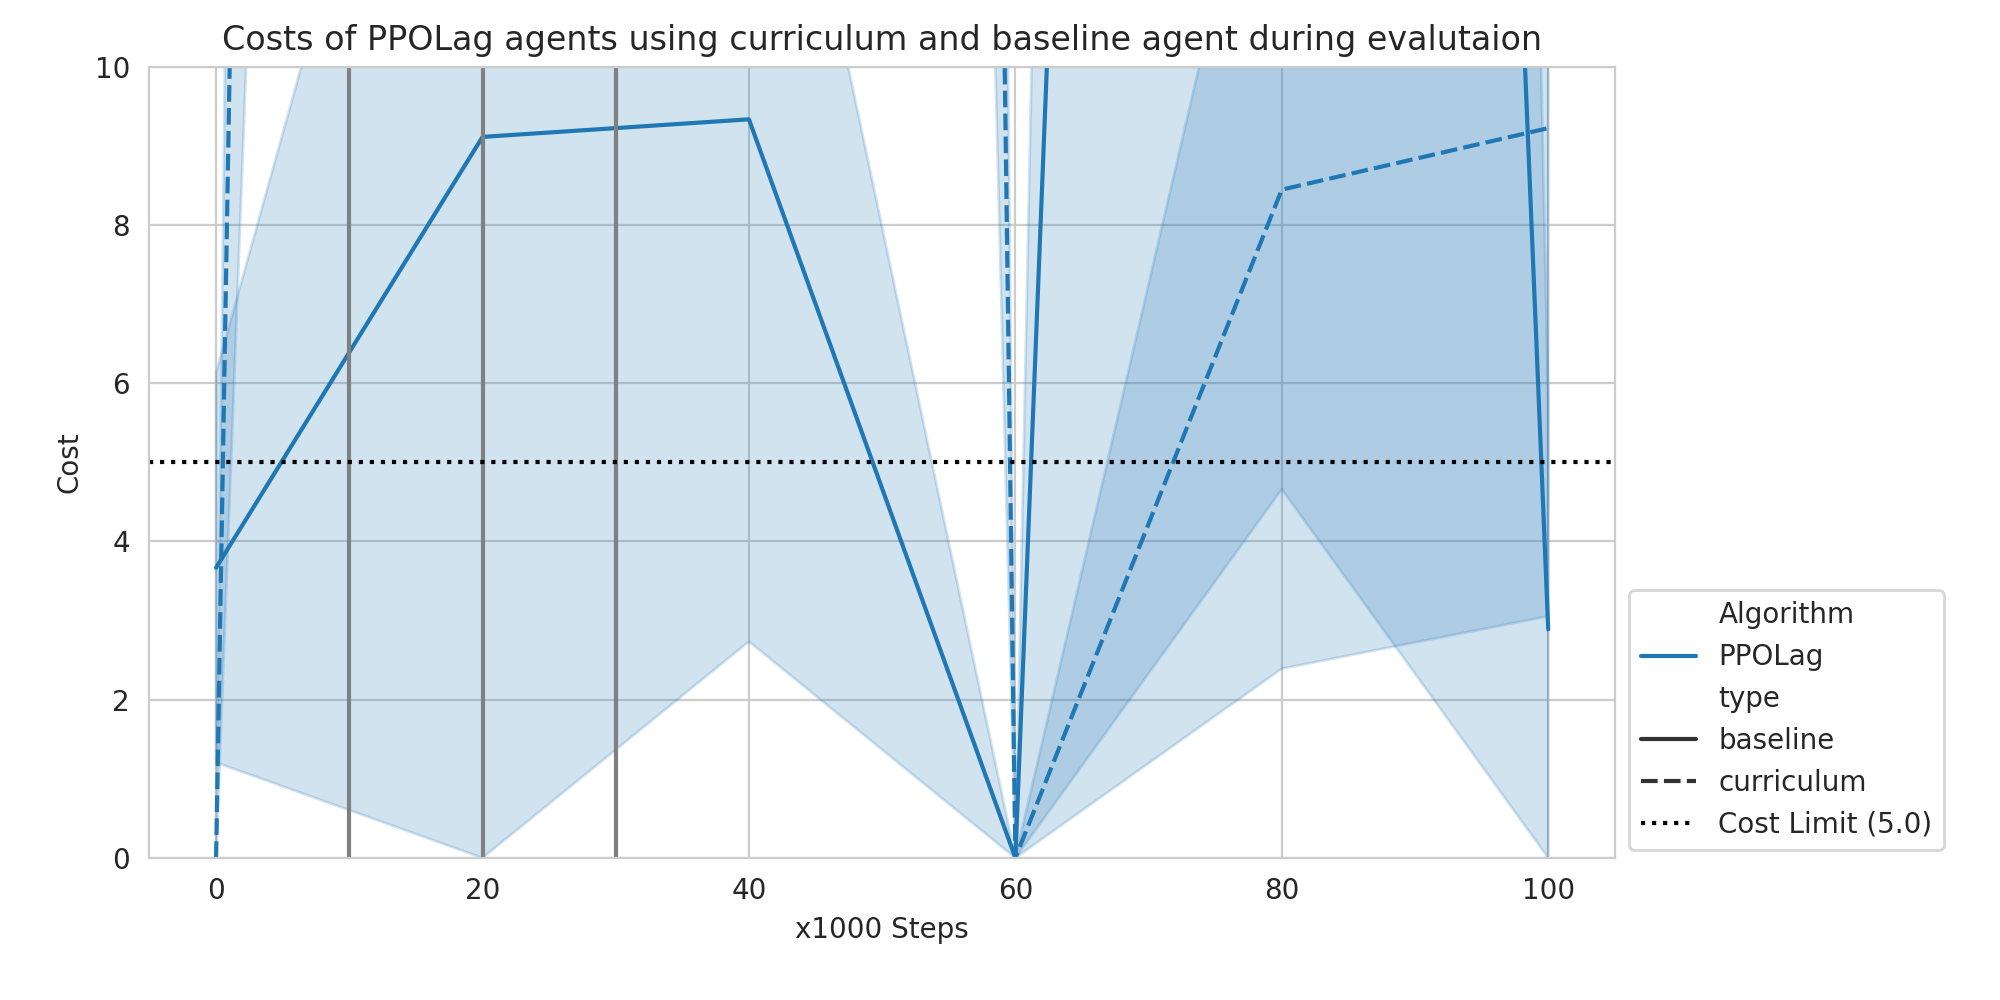 Costs of PPOLag agents using curriculum and baseline agent during evalutaion
10
8
6
4
2
0
Cost
0 20 40 60 80 100
x1000 Steps
Algorithm
PPOLag
type
baseline
curriculum
Cost Limit (5.0)